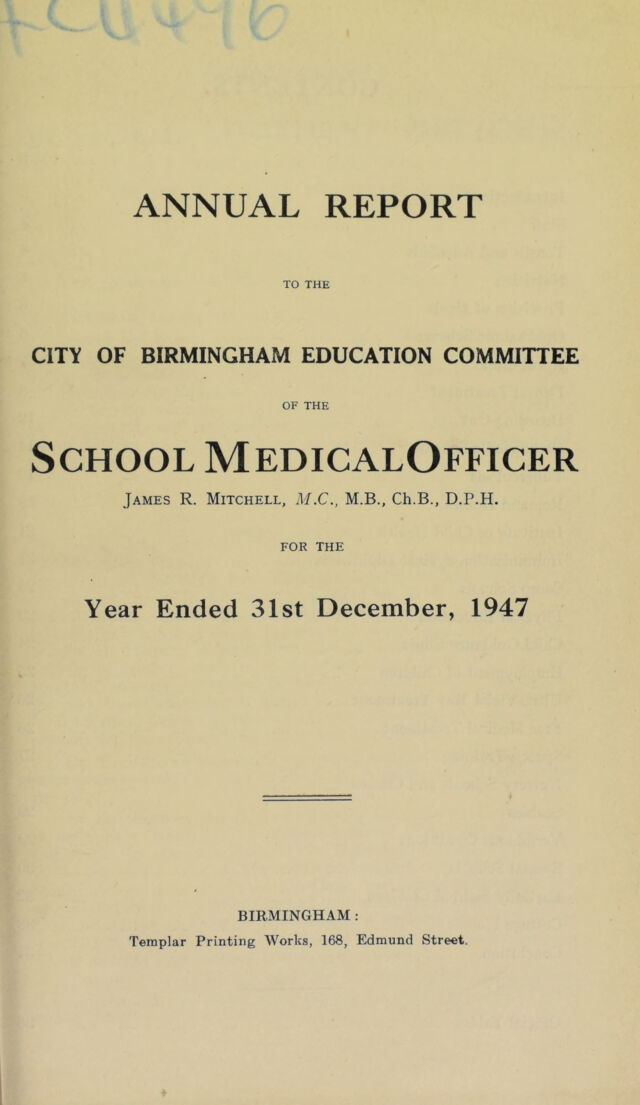 ANNUAL REPORT
TO THE
CITY OF BIRMINGHAM EDUCATION COMMITTEE
OF THE
SCHOOL MEDICAL OFFICER
JAMES R. MITCHELL, M.C., M.B., Ch.B., D.P.H.
FOR THE
Year Ended 31st December, 1947
BIRMINGHAM:
Templar Printing Works, 168, Edmund Street.